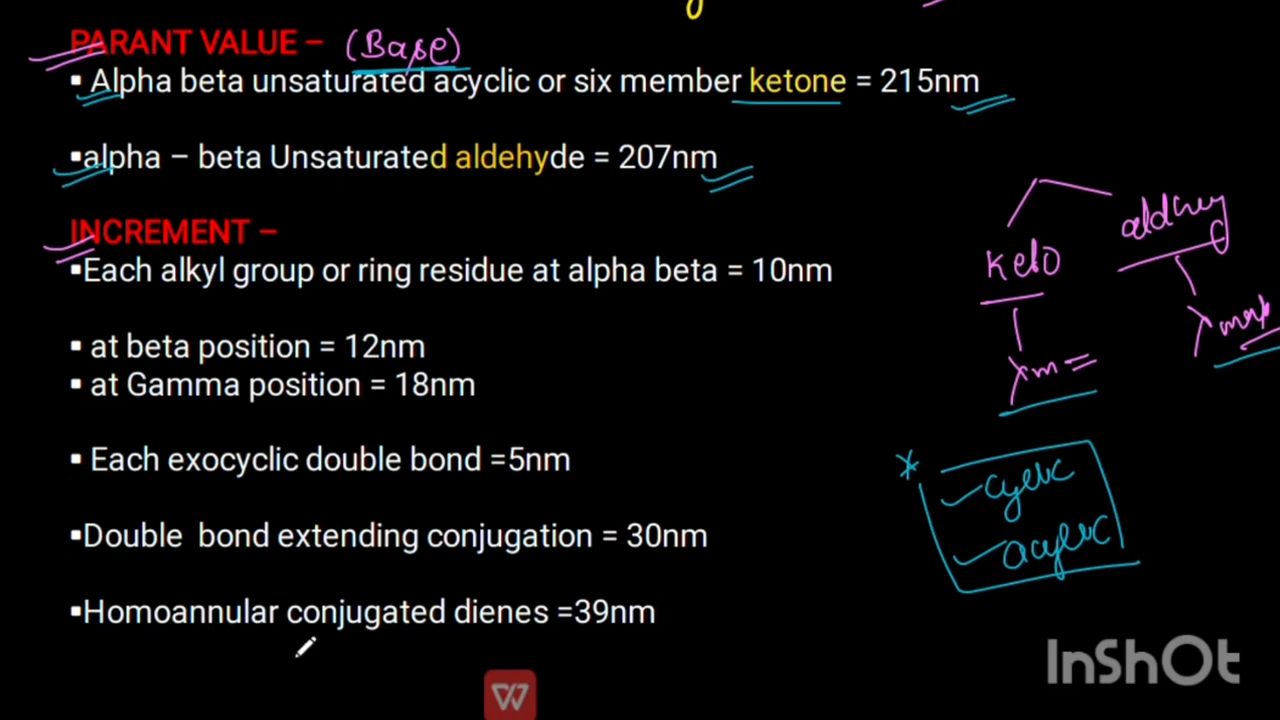 PARANT VALUE – (Base)
▪ Alpha beta unsaturated acyclic or six member ketone = 215nm
▪alpha – beta Unsaturated aldehyde = 207nm
INCREMENT –
▪Each alkyl group or ring residue at alpha beta = 10nm
▪ at beta position = 12nm
▪ at Gamma position = 18nm
▪ Each exocyclic double bond =5nm
▪Double bond extending conjugation = 30nm
▪Homoannular conjugated dienes =39nm
Keto
aldhey
λm =
λmax
* cyclic
acyclic
InShOt